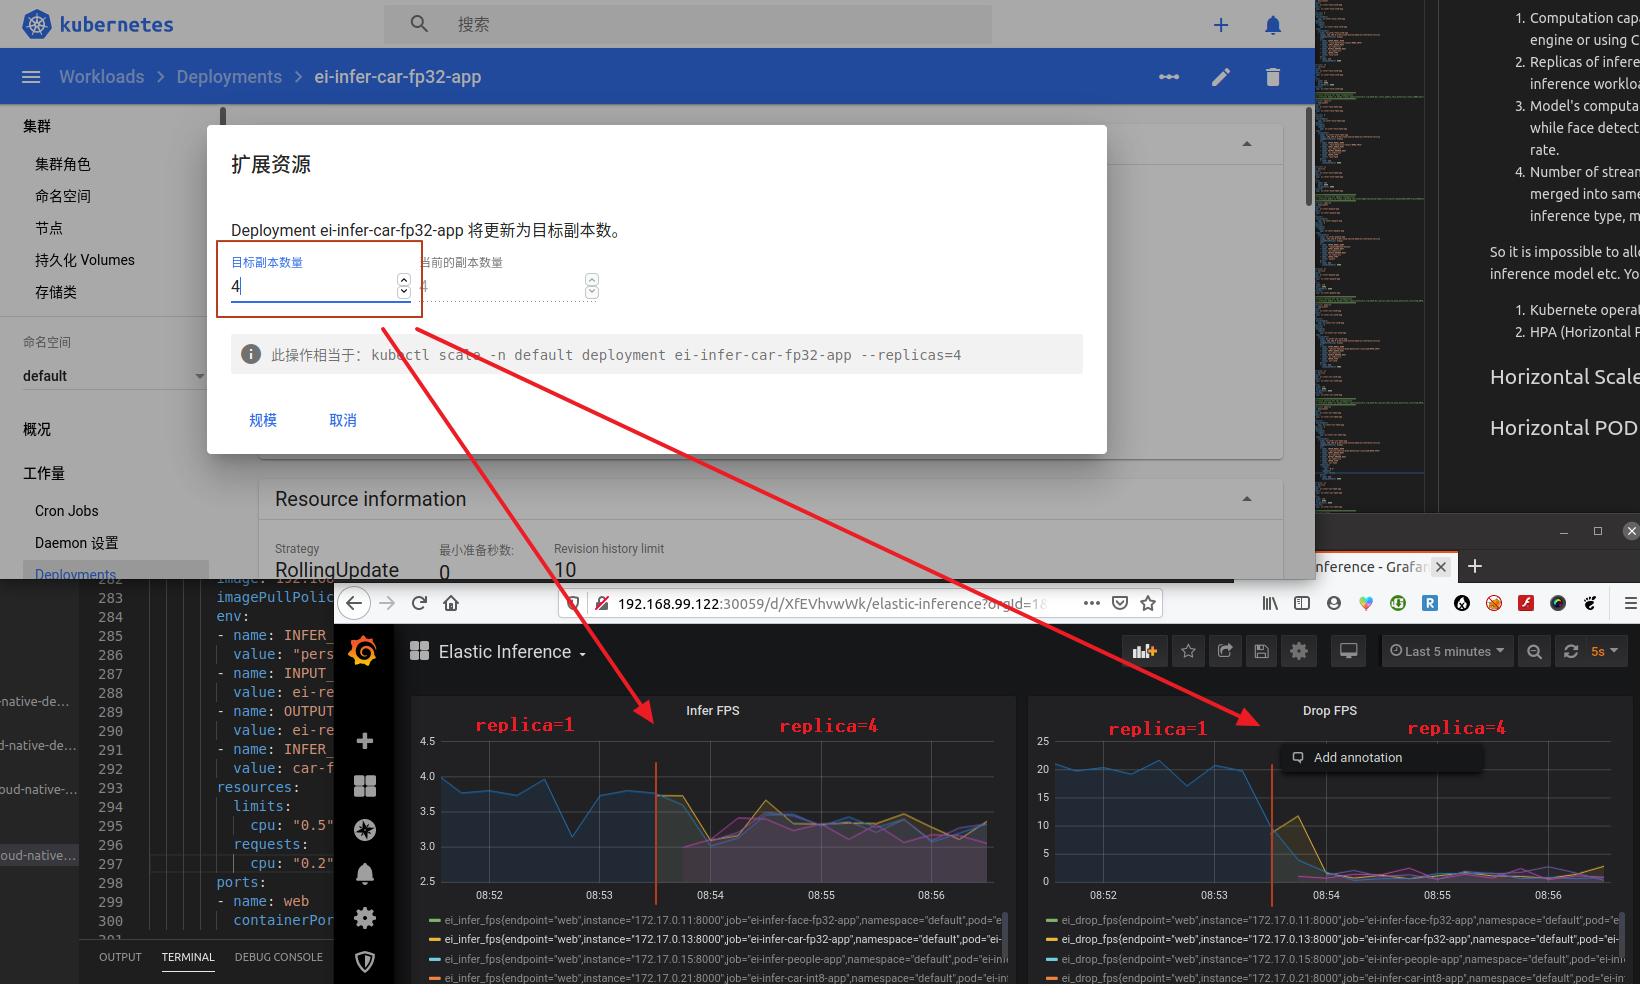 kubernetes
搜索
Workloads > Deployments > ei-infer-car-fp32-app
集群
集群角色
命名空间
节点
持久化 Volumes
存储类
命名空间
default
概况
工作量
Cron Jobs
Daemon 设置
Deployments
扩展资源
Deployment ei-infer-car-fp32-app 将更新为目标副本数。
目标副本数量
4
当前的副本数量
4
此操作相当于: kubectl scale -n default deployment ei-infer-car-fp32-app --replicas=4
规模
取消
Resource information
Strategy
RollingUpdate
最小准备秒数:
0
Revision history limit
10
1. Computation capa
engine or using C
2. Replicas of infere
inference workloa
3. Model's computa
while face detect
rate.
4. Number of strean
merged into same
inference type, m
So it is impossible to allo
inference model etc. Yo
1. Kubernete operat
2. HPA (Horizontal P
Horizontal Scale
Horizontal POD
-native-de...
d-native-de...
oud-native-...
oud-native...
282 image: 192.168
283 imagePullPolic
284 env:
285 - name: INFER_
286 value: "pers
287 - name: INPUT_
288 value: ei-re
289 - name: OUTPUT
290 value: ei-re
291 - name: INFER_
292 value: car-f
293 resources:
294 limits:
295 cpu: "0.5"
296 requests:
297 cpu: "0.2"
298 ports:
299 - name: web
300 containerPor
301
OUTPUT TERMINAL DEBUG CONSOLE
nference - Grafar
192.168.99.122:30059/d/XfEVhvwWk/elastic-inference?orgId=18
Elastic Inference
Last 5 minutes
5s
Infer FPS
replica=1
replica=4
4.5
4.0
3.5
3.0
2.5
08:52 08:53 08:54 08:55 08:56
ei_infer_fps{endpoint="web",instance="172.17.0.11:8000",job="ei-infer-face-fp32-app",namespace="default",pod="e
ei_infer_fps{endpoint="web",instance="172.17.0.13:8000",job="ei-infer-car-fp32-app",namespace="default",pod="ei-
ei_infer_fps{endpoint="web",instance="172.17.0.15:8000",job="ei-infer-people-app",namespace="default",pod="ei-in
ei_infer_fps{endpoint="web",instance="172.17.0.21:8000",job="ei-infer-car-int8-app",namespace="default",pod="ei-in
Drop FPS
replica=1
replica=4
Add annotation
25
20
15
10
5
0
08:52 08:53 08:54 08:55 08:56
ei_drop_fps{endpoint="web",instance="172.17.0.11:8000",job="ei-infer-face-fp32-app",namespace="default",pod="e
ei_drop_fps{endpoint="web",instance="172.17.0.13:8000",job="ei-infer-car-fp32-app",namespace="default",pod="ei-
ei_drop_fps{endpoint="web",instance="172.17.0.15:8000",job="ei-infer-people-app",namespace="default",pod="ei-in
ei_drop_fps{endpoint="web",instance="172.17.0.21:8000",job="ei-infer-car-int8-app",namespace="default",pod="ei-in